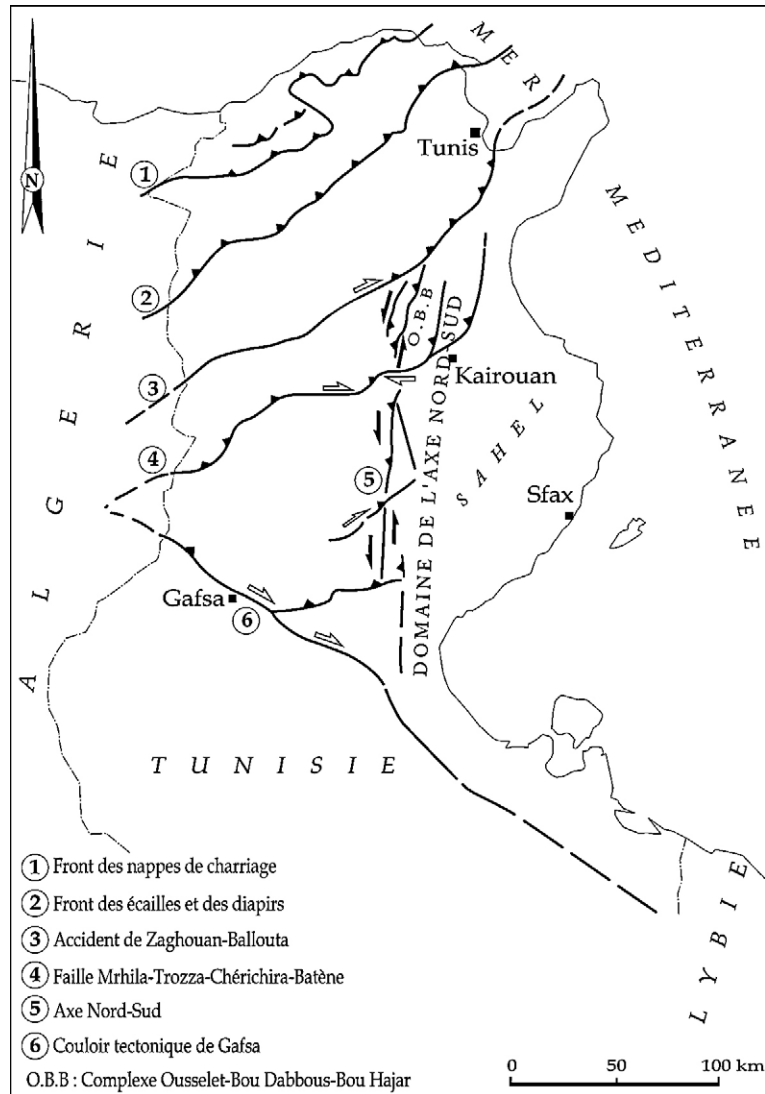 MER
Tunis
ALGERIE
MEDITERRANEE
N
1
2
3
4
5
6
O.B.B
Kairouan
DOMAINE DE L'AXE NORD SUD
SAHEL
Sfax
Gafsa
TUNISIE
LYBIE
1 Front des nappes de charriage
2 Front des écailles et des diapirs
3 Accident de Zaghouan-Ballouta
4 Faille Mrhila-Trozza-Chérichira-Batène
5 Axe Nord-Sud
6 Couloir tectonique de Gafsa
O.B.B : Complexe Ousselet-Bou Dabbous-Bou Hajar
0 50 100 km